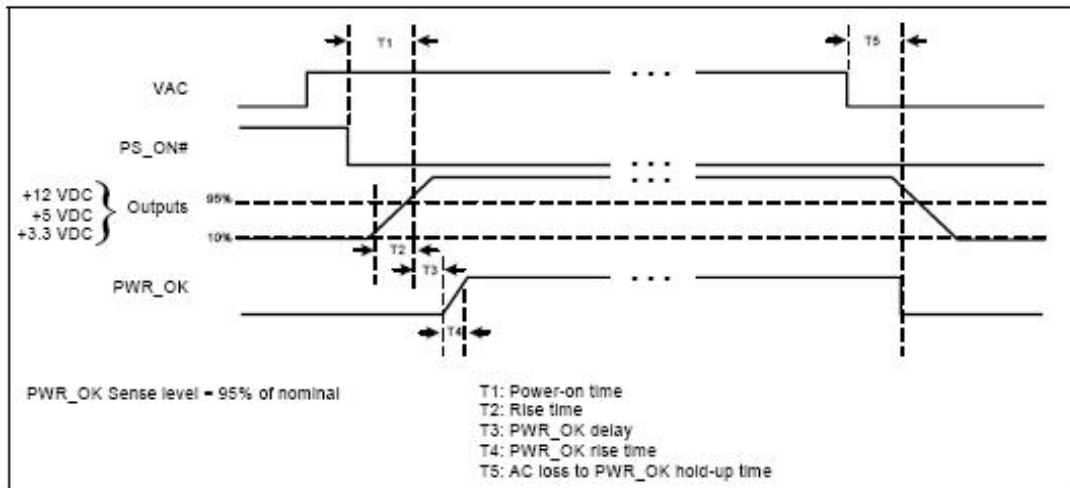 T1
T5
VAC
PS_ON#
+12 VDC
+5 VDC
+3.3 VDC
Outputs
95%
10%
T2
T3
PWR_OK
T4
PWR_OK Sense level = 95% of nominal
T1: Power-on time
T2: Rise time
T3: PWR_OK delay
T4: PWR_OK rise time
T5: AC loss to PWR_OK hold-up time